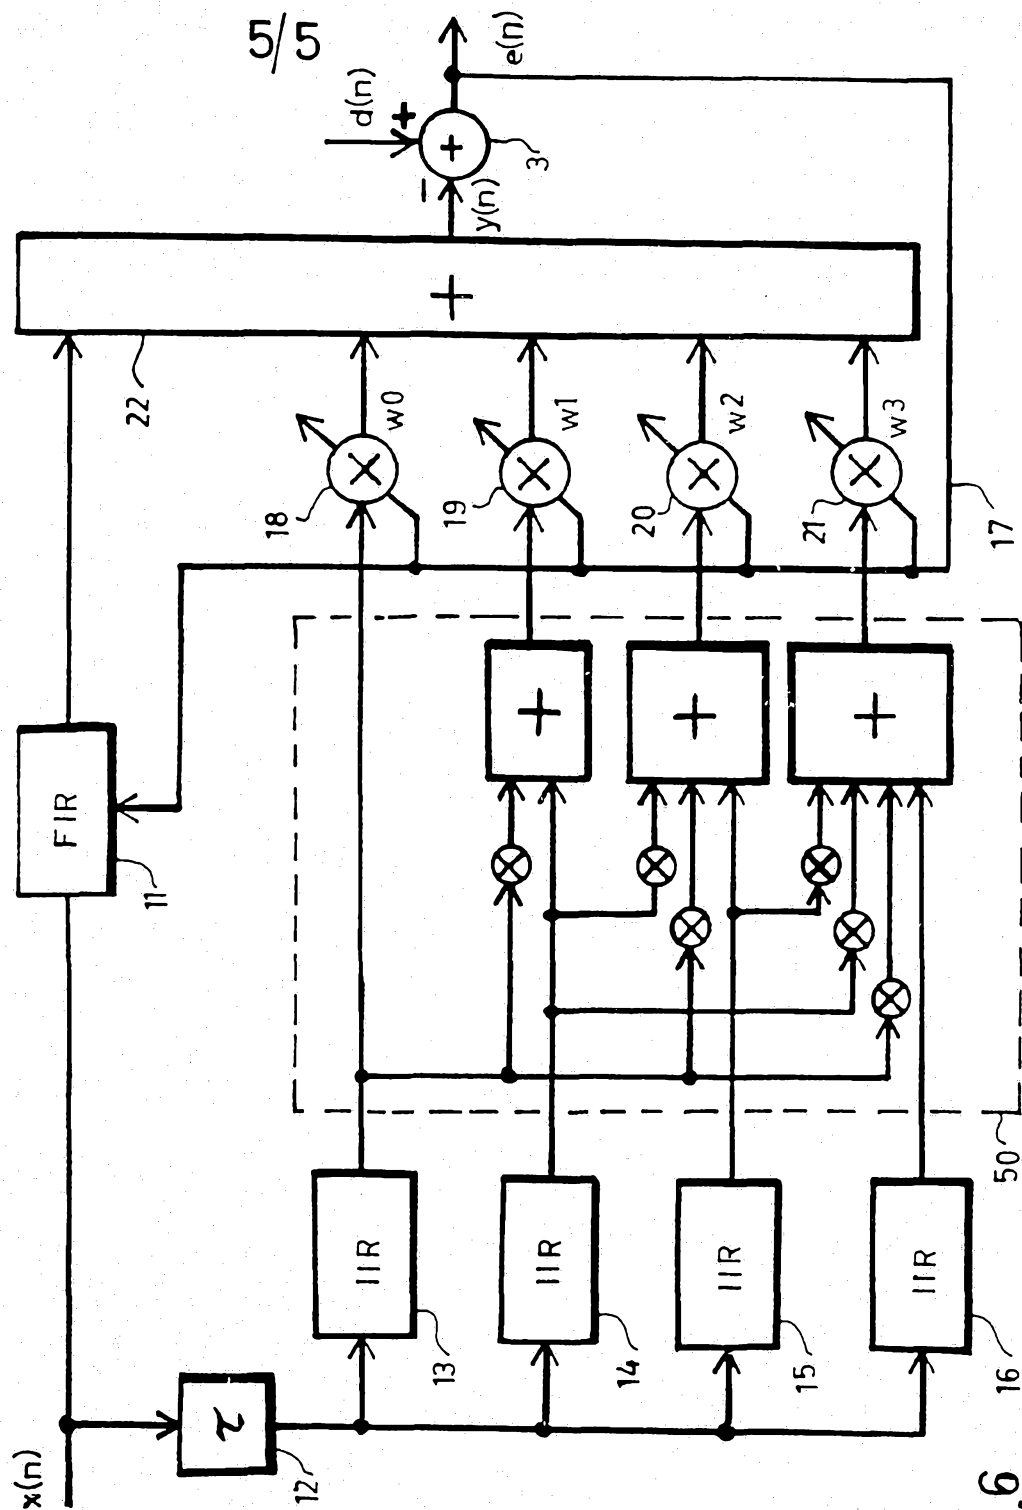 5/5
x(n)
τ
12
FIR
11
IIR
13
IIR
14
IIR
15
IIR
16
50
+
+
+
18
w0
19
w1
20
w2
21
w3
17
22
+
y(n)
−
+
d(n)
+
3
e(n)
9